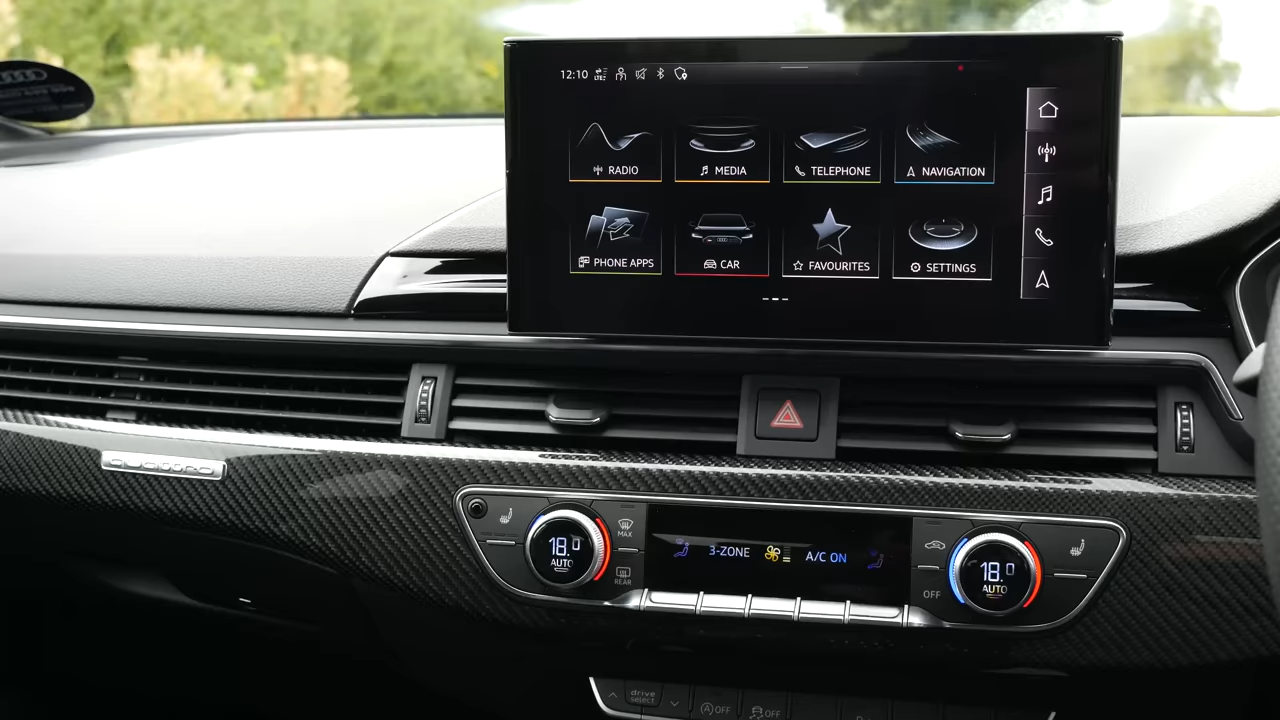 12:10 LTE
RADIO
MEDIA
TELEPHONE
NAVIGATION
PHONE APPS
CAR
FAVOURITES
SETTINGS
quattro
18.0
AUTO
MAX
REAR
3-ZONE
A/C ON
OFF
18.0
AUTO
drive
select
OFF
OFF